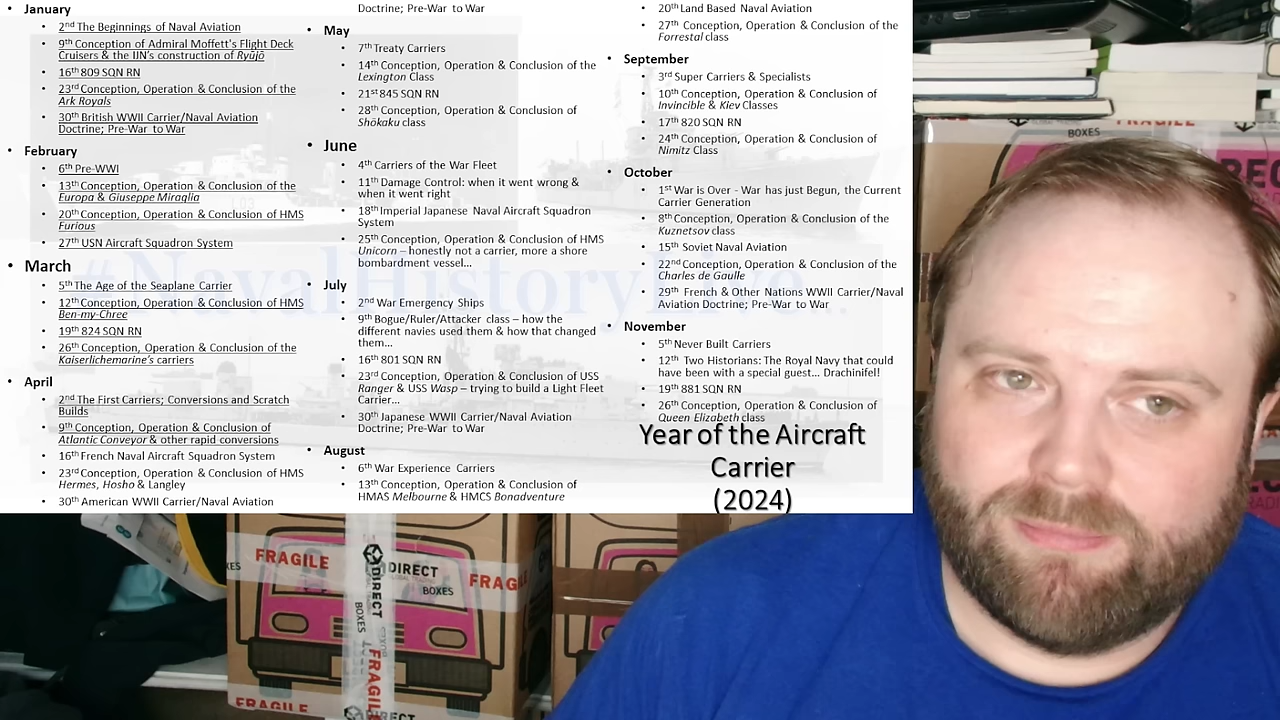 January
2nd The Beginnings of Naval Aviation
9th Conception of Admiral Moffett's Flight Deck
Cruisers & the IJN's construction of Ryūjō
16th 809 SQN RN
23rd Conception, Operation & Conclusion of the
Ark Royals
30th British WWII Carrier/Naval Aviation
Doctrine; Pre-War to War
February
6th Pre-WWI
13th Conception, Operation & Conclusion of the
Europa & Giuseppe Miraglia
20th Conception, Operation & Conclusion of HMS
Furious
27th USN Aircraft Squadron System
March
5th The Age of the Seaplane Carrier
12th Conception, Operation & Conclusion of HMS
Ben-my-Chree
19th 824 SQN RN
26th Conception, Operation & Conclusion of the
Kaiserlichemarine's carriers
April
2nd The First Carriers; Conversions and Scratch
Builds
9th Conception, Operation & Conclusion of
Atlantic Conveyor & other rapid conversions
16th French Naval Aircraft Squadron System
23rd Conception, Operation & Conclusion of HMS
Hermes, Hosho & Langley
30th American WWII Carrier/Naval Aviation
Doctrine; Pre-War to War
May
7th Treaty Carriers
14th Conception, Operation & Conclusion of the
Lexington Class
21st 845 SQN RN
28th Conception, Operation & Conclusion of
Shōkaku class
June
4th Carriers of the War Fleet
11th Damage Control: when it went wrong &
when it went right
18th Imperial Japanese Naval Aircraft Squadron
System
25th Conception, Operation & Conclusion of HMS
Unicorn – honestly not a carrier, more a shore
bombardment vessel...
July
2nd War Emergency Ships
9th Bogue/Ruler/Attacker class – how the
different navies used them & how that changed
them...
16th 801 SQN RN
23rd Conception, Operation & Conclusion of USS
Ranger & USS Wasp – trying to build a Light Fleet
Carrier...
30th Japanese WWII Carrier/Naval Aviation
Doctrine; Pre-War to War
August
6th War Experience Carriers
13th Conception, Operation & Conclusion of
HMAS Melbourne & HMCS Bonadventure
20th Land Based Naval Aviation
27th Conception, Operation & Conclusion of the
Forrestal class
September
3rd Super Carriers & Specialists
10th Conception, Operation & Conclusion of
Invincible & Kiev Classes
17th 820 SQN RN
24th Conception, Operation & Conclusion of
Nimitz Class
October
1st War is Over - War has just Begun, the Current
Carrier Generation
8th Conception, Operation & Conclusion of the
Kuznetsov class
15th Soviet Naval Aviation
22nd Conception, Operation & Conclusion of the
Charles de Gaulle
29th French & Other Nations WWII Carrier/Naval
Aviation Doctrine; Pre-War to War
November
5th Never Built Carriers
12th Two Historians: The Royal Navy that could
have been with a special guest... Drachinifel!
19th 881 SQN RN
26th Conception, Operation & Conclusion of
Queen Elizabeth class
Year of the Aircraft
Carrier
(2024)
#NavalHistoryLive...
L03
BOXES
FRAGILE
DIRECT
BOXES
FRAGILE
DIRECT
BOXES
FRAGILE
FRAGILE
DIRECT